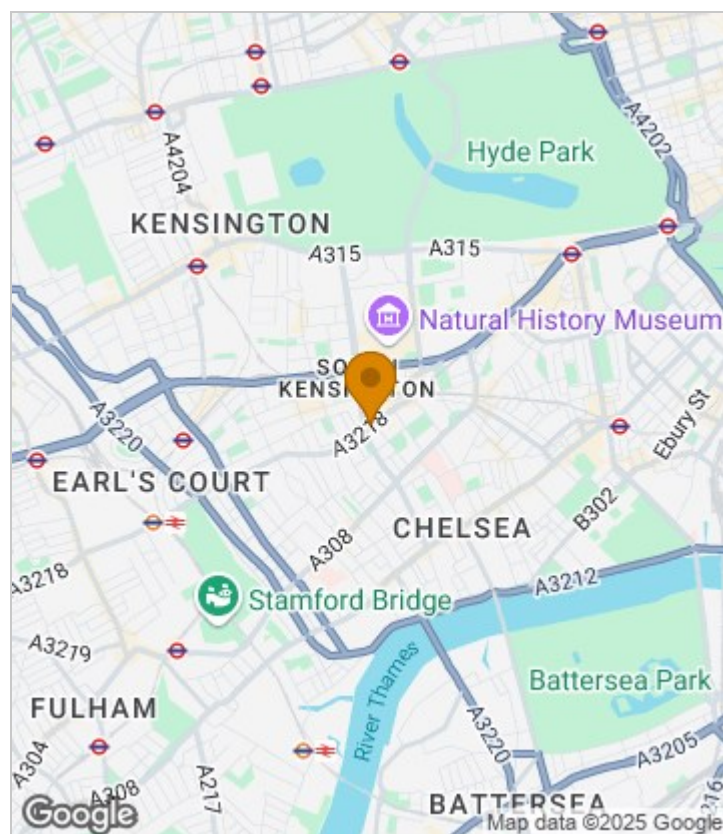 A4202
Hyde Park
A4204
KENSINGTON
A315
A315
Natural History Museum
KENSINGTON
A3218
A3220
Ebury St
EARL'S COURT
B302
CHELSEA
A308
A3218
A3212
Stamford Bridge
A3219
River Thames
Battersea Park
FULHAM
A3220
A3205
A304
A308
A217
BATTERSEA
Google
Map data ©2025 Google